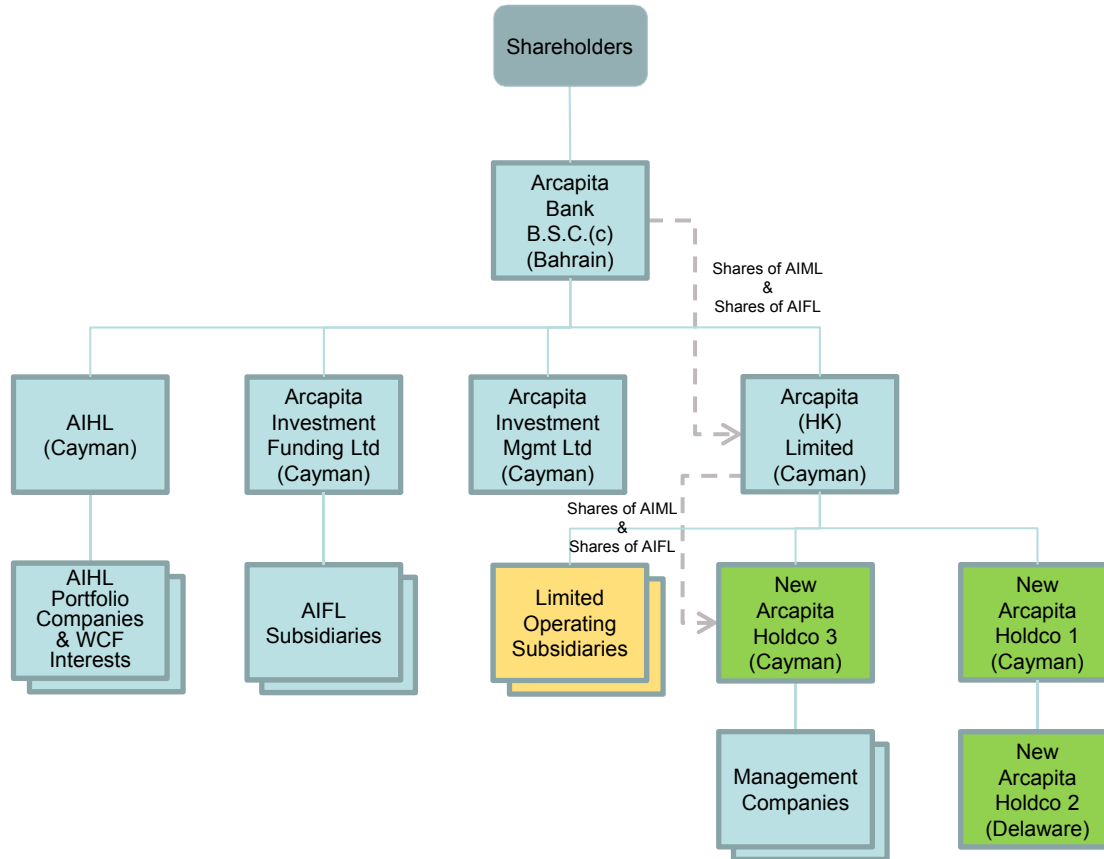 Shareholders
Arcapita
Bank
B.S.C.(c)
(Bahrain)
Shares of AIML
&
Shares of AIFL
AIHL
(Cayman)
Arcapita
Investment
Funding Ltd
(Cayman)
Arcapita
Investment
Mgmt Ltd
(Cayman)
Arcapita
(HK)
Limited
(Cayman)
Shares of AIML
&
Shares of AIFL
AIHL
Portfolio
Companies
& WCF
Interests
AIFL
Subsidiaries
Limited
Operating
Subsidiaries
New
Arcapita
Holdco 3
(Cayman)
New
Arcapita
Holdco 1
(Cayman)
Management
Companies
New
Arcapita
Holdco 2
(Delaware)